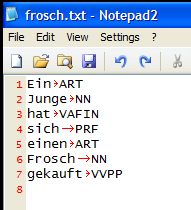 frosch.txt - Notepad2
File Edit View Settings ?
1 Ein→ART
2 Junge→NN
3 hat→VAFIN
4 sich→PRF
5 einen→ART
6 Frosch→NN
7 gekauft→VVPP
8